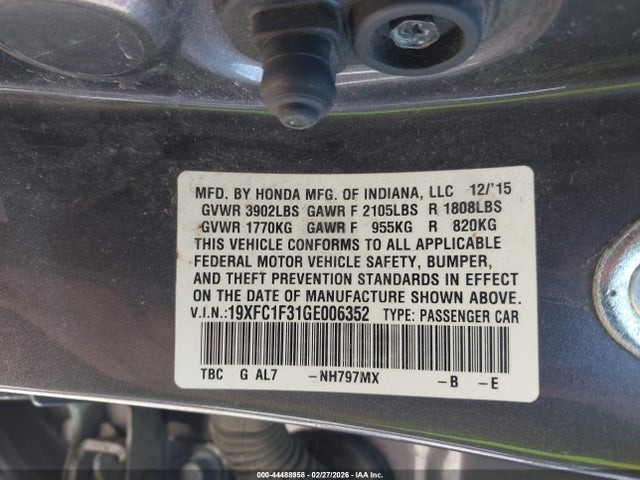 MFD. BY HONDA MFG. OF INDIANA, LLC 12/'15
GVWR 3902LBS GAWR F 2105LBS R 1808LBS
GVWR 1770KG GAWR F 955KG R 820KG
THIS VEHICLE CONFORMS TO ALL APPLICABLE
FEDERAL MOTOR VEHICLE SAFETY, BUMPER,
AND THEFT PREVENTION STANDARDS IN EFFECT
ON THE DATE OF MANUFACTURE SHOWN ABOVE.
V.I.N.:19XFC1F31GE006352 TYPE: PASSENGER CAR
TBC G AL7 -NH797MX -B -E
000-44488958 - 02/27/2026 - IAA Inc.